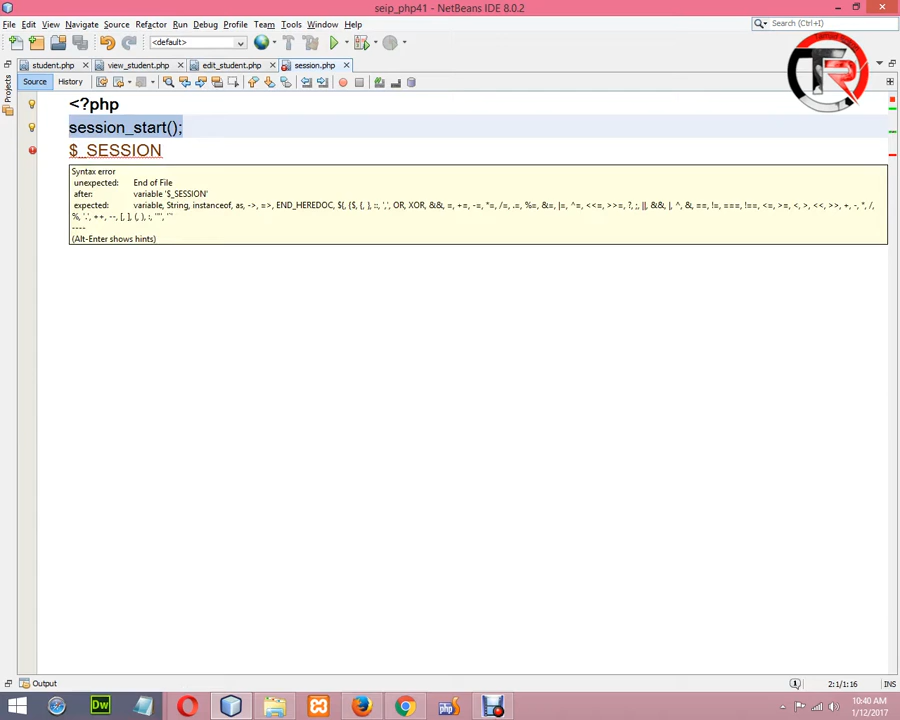 seip_php41 - NetBeans IDE 8.0.2
File Edit View Navigate Source Refactor Run Debug Profile Team Tools Window Help
Search (Ctrl+I)
<default>
student.php view_student.php edit_student.php session.php
Projects
Source History
<?php
session_start();
$_SESSION
Syntax error
unexpected: End of File
after: variable '$_SESSION'
expected: variable, String, instanceof, as, ->, =>, END_HEREDOC, $[, ($, {, }, ::, ',', OR, XOR, &&, =, +=, -=, *=, /=, .=, %=, &=, |=, ^=, <<=, >>=, ?, ;, ||, &&, |, ^, &, ==, !=, ===, !==, <=, >=, <, >, <<, >>, +, -, *, /,
%, '.', ++, --, [, ], (, ), :, '"', '`'
----
(Alt-Enter shows hints)
Output
2:1/1:16 INS
Dw
php
10:40 AM
1/12/2017